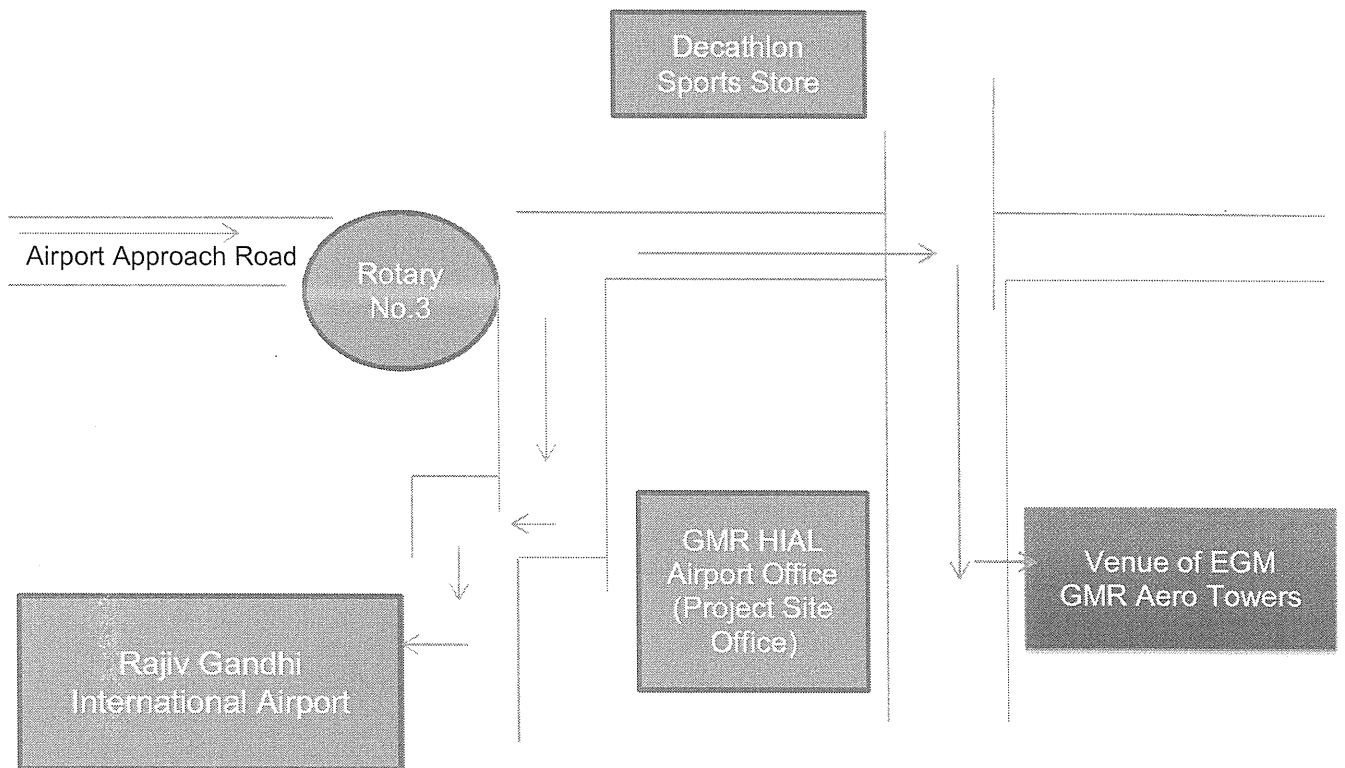 Decathlon
Sports Store
Airport Approach Road
Rotary
No.3
GMR HIAL
Airport Office
(Project Site
Office)
Venue of EGM
GMR Aero Towers
Rajiv Gandhi
International Airport